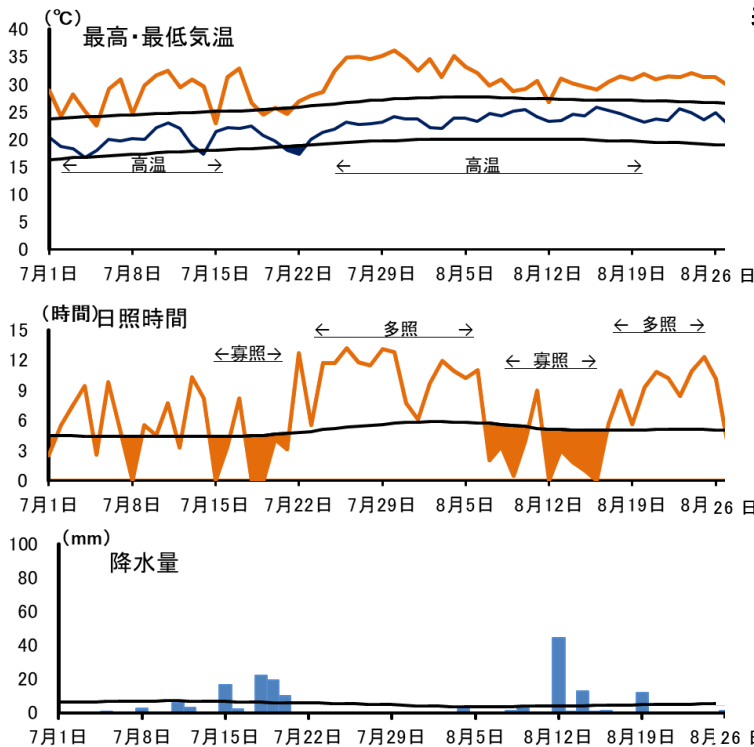 (℃)
最高・最低気温
40
35
30
25
20
15
10
5
0
← 高温 →
← 高温 →
7月1日 7月8日 7月15日 7月22日 7月29日 8月5日 8月12日 8月19日 8月26 日
(時間)日照時間
15
12
9
6
3
0
←寡照→
← 多照 →
← 寡照 →
← 多照 →
7月1日 7月8日 7月15日 7月22日 7月29日 8月5日 8月12日 8月19日 8月26 日
(mm)
降水量
100
80
60
40
20
0
7月1日 7月8日 7月15日 7月22日 7月29日 8月5日 8月12日 8月19日 8月26日